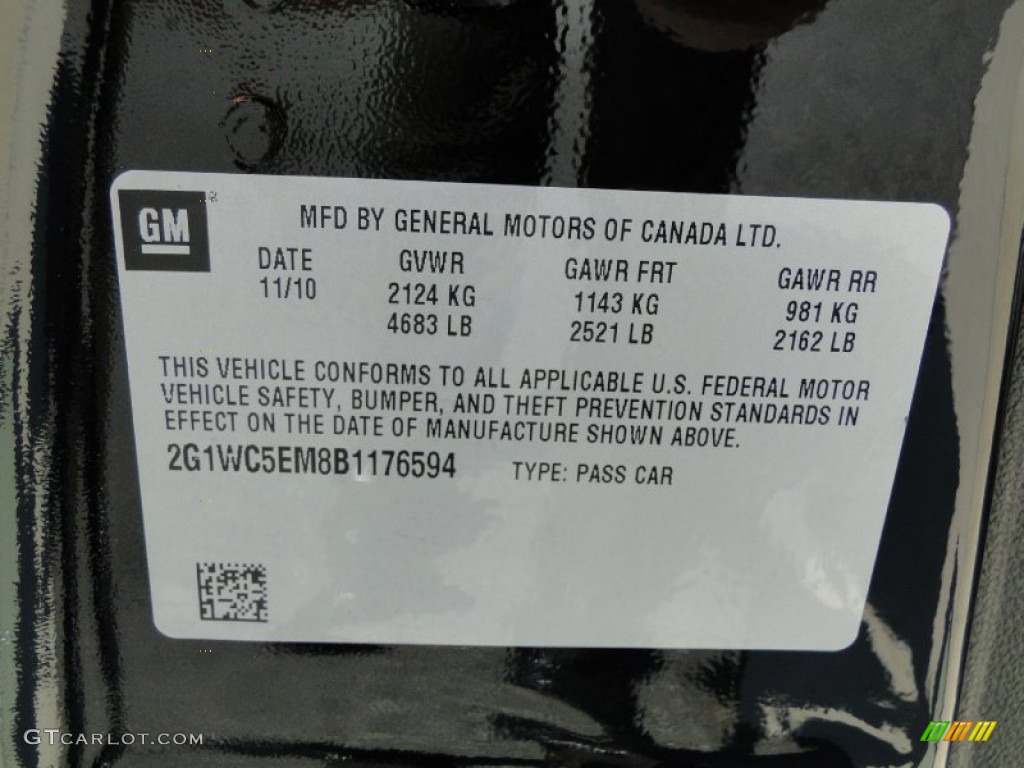 GM
MFD BY GENERAL MOTORS OF CANADA LTD.
DATE GVWR GAWR FRT GAWR RR
11/10 2124 KG 1143 KG 981 KG
4683 LB 2521 LB 2162 LB
THIS VEHICLE CONFORMS TO ALL APPLICABLE U.S. FEDERAL MOTOR
VEHICLE SAFETY, BUMPER, AND THEFT PREVENTION STANDARDS IN
EFFECT ON THE DATE OF MANUFACTURE SHOWN ABOVE.
2G1WC5EM8B1176594 TYPE: PASS CAR
GTCARLOT.COM